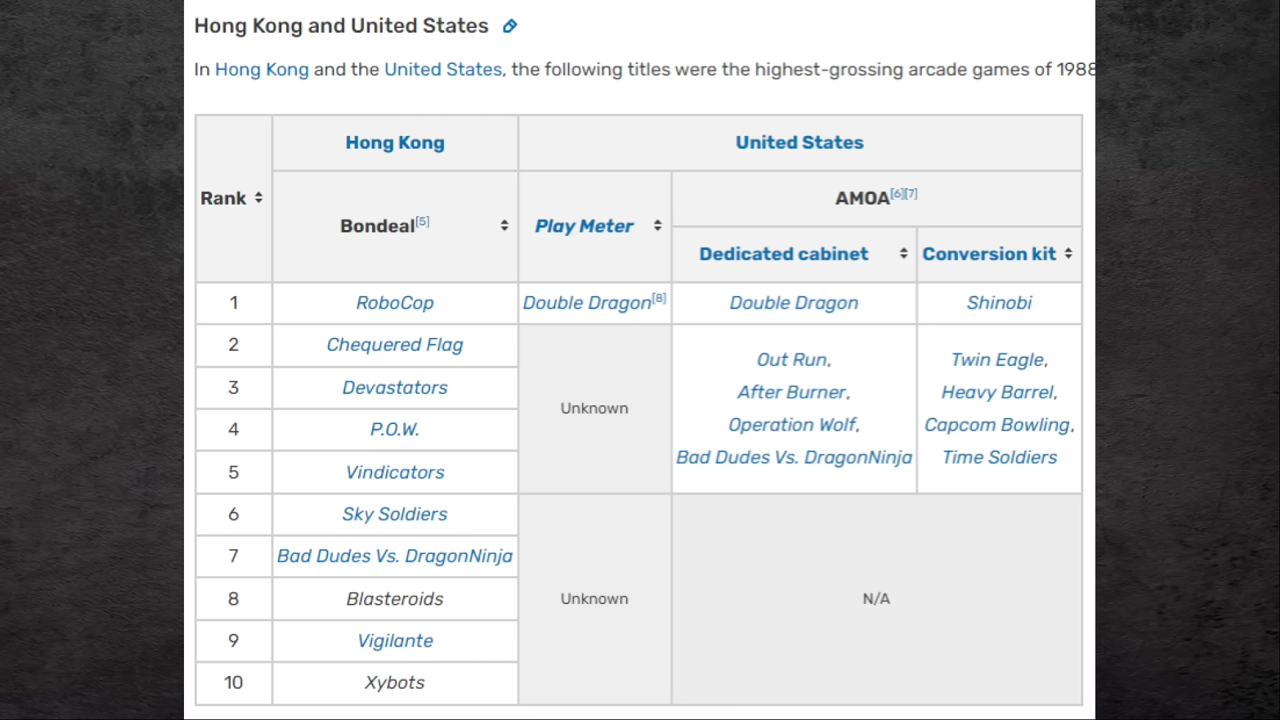 Hong Kong and United States
In Hong Kong and the United States, the following titles were the highest-grossing arcade games of 1988
Rank
Hong Kong
United States
Bondeal[5]
Play Meter
AMOA[6][7]
Dedicated cabinet
Conversion kit
1
RoboCop
Double Dragon[8]
Double Dragon
Shinobi
2
Chequered Flag
3
Devastators
4
P.O.W.
5
Vindicators
Unknown
Out Run,
After Burner,
Operation Wolf,
Bad Dudes Vs. DragonNinja
Twin Eagle,
Heavy Barrel,
Capcom Bowling,
Time Soldiers
6
Sky Soldiers
7
Bad Dudes Vs. DragonNinja
8
Blasteroids
9
Vigilante
10
Xybots
Unknown
N/A